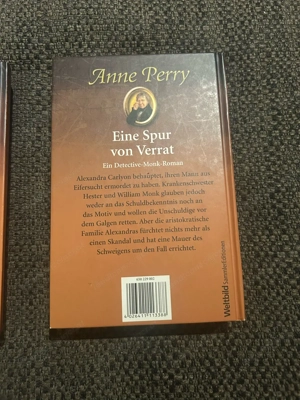 Anne Perry
Eine Spur
von Verrat
Ein Detective-Monk-Roman
Alexandra Carlyon behauptet, ihren Mann aus
Eifersucht ermordet zu haben. Krankenschwester
Hester und William Monk glauben jedoch
weder an das Schuldbekenntnis noch an
das Motiv und wollen die Unschuldige vor
dem Galgen retten. Aber die aristokratische
Familie Alexandras fürchtet nichts mehr als
einen Skandal und hat eine Mauer des
Schweigens um den Fall errichtet.
Weltbild SammlerEditionen